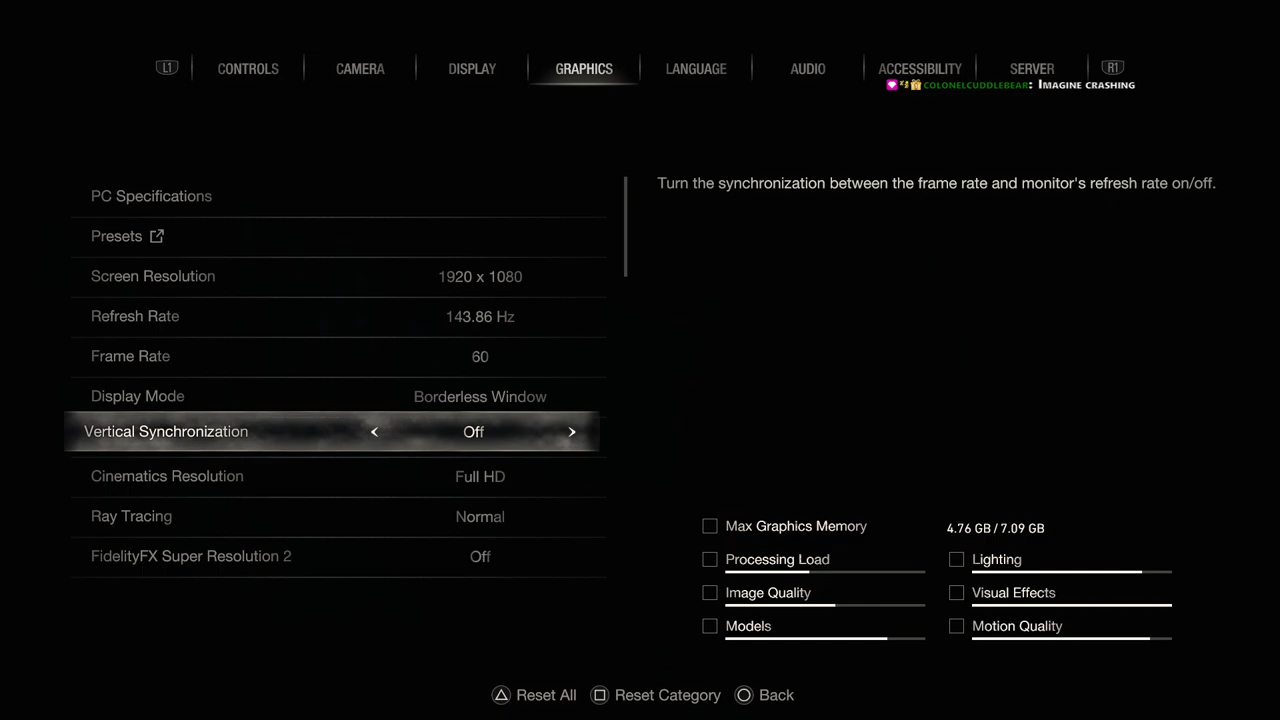 L1 CONTROLS CAMERA DISPLAY GRAPHICS LANGUAGE AUDIO ACCESSIBILITY SERVER R1
COLONELCUDDLEBEAR: IMAGINE CRASHING
Turn the synchronization between the frame rate and monitor's refresh rate on/off.
PC Specifications
Presets
Screen Resolution 1920 x 1080
Refresh Rate 143.86 Hz
Frame Rate 60
Display Mode Borderless Window
Vertical Synchronization Off
Cinematics Resolution Full HD
Ray Tracing Normal
FidelityFX Super Resolution 2 Off
Max Graphics Memory 4.76 GB / 7.09 GB
Processing Load Lighting
Image Quality Visual Effects
Models Motion Quality
Reset All Reset Category Back